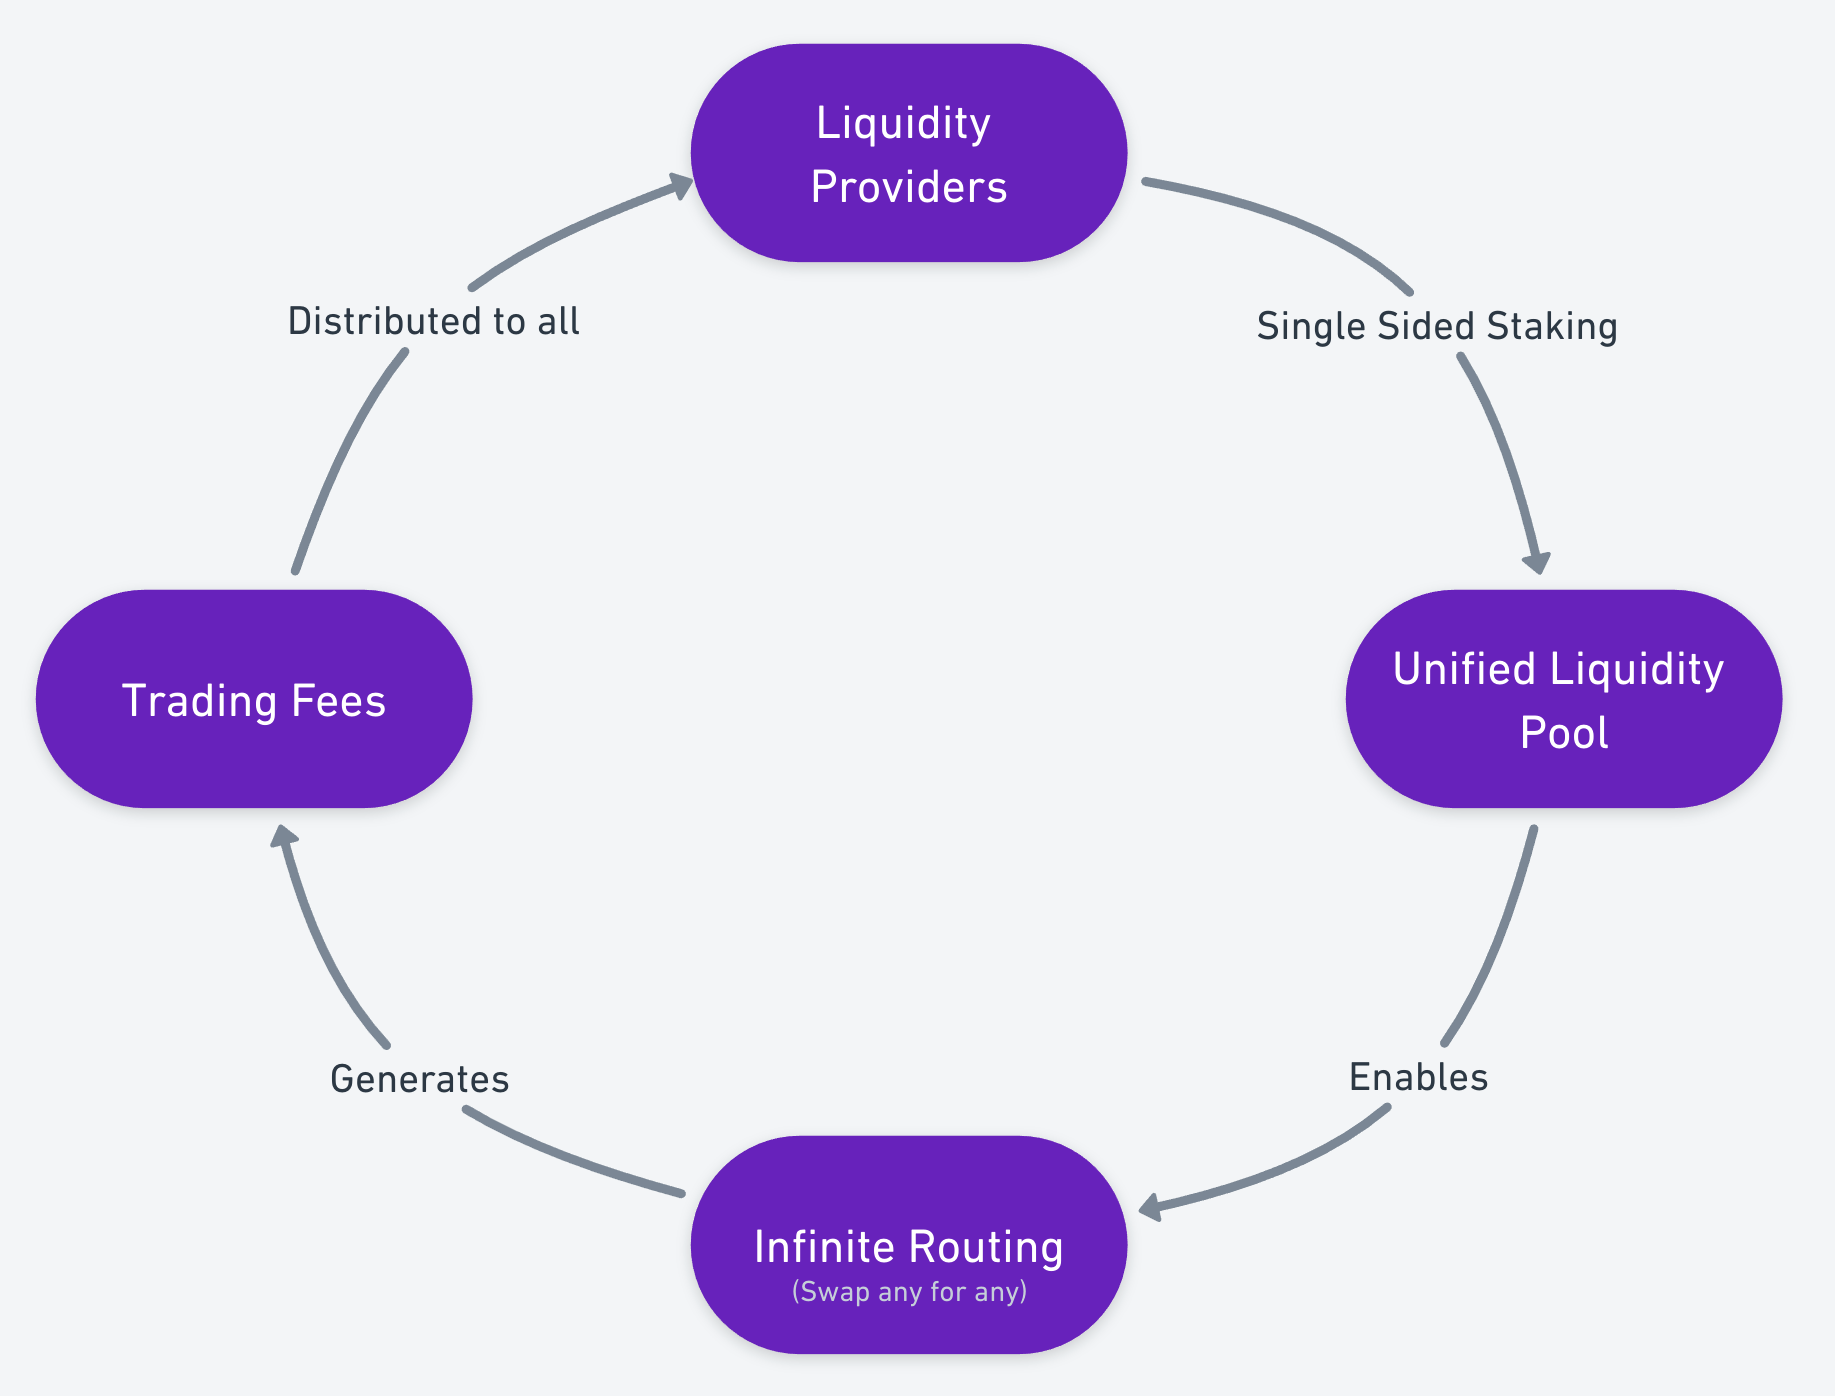 Liquidity
Providers
Distributed to all
Single Sided Staking
Trading Fees
Unified Liquidity
Pool
Generates
Enables
Infinite Routing
(Swap any for any)